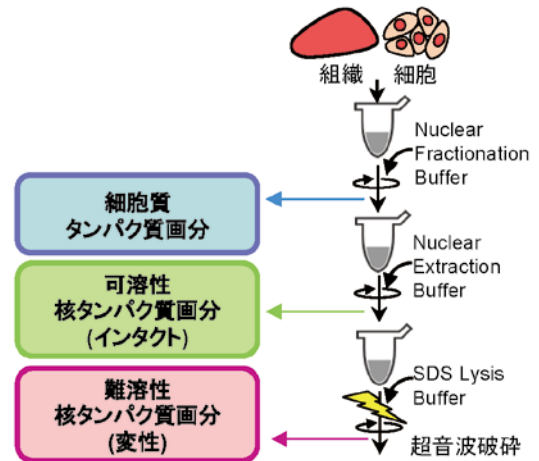 組織 細胞
Nuclear
Fractionation
Buffer
細胞質
タンパク質画分
Nuclear
Extraction
Buffer
可溶性
核タンパク質画分
(インタクト)
SDS Lysis
Buffer
難溶性
核タンパク質画分
(変性)
超音波破砕